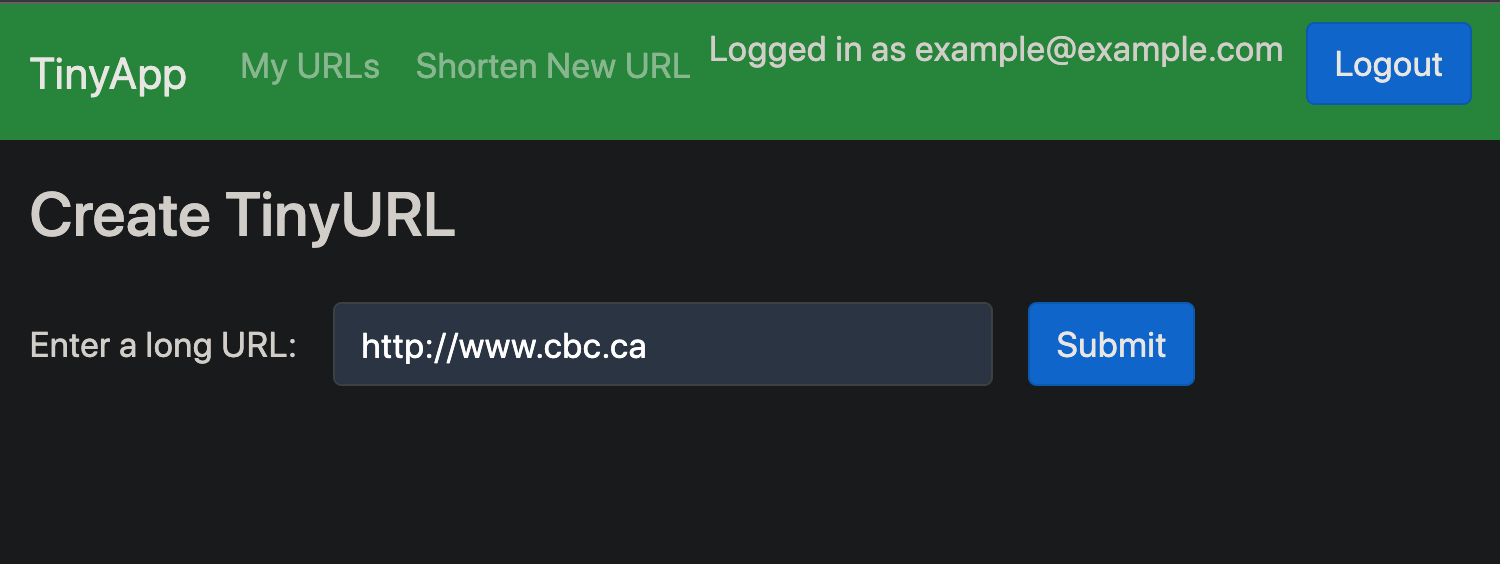 TinyApp My URLs Shorten New URL Logged in as example@example.com Logout
Create TinyURL
Enter a long URL: http://www.cbc.ca Submit